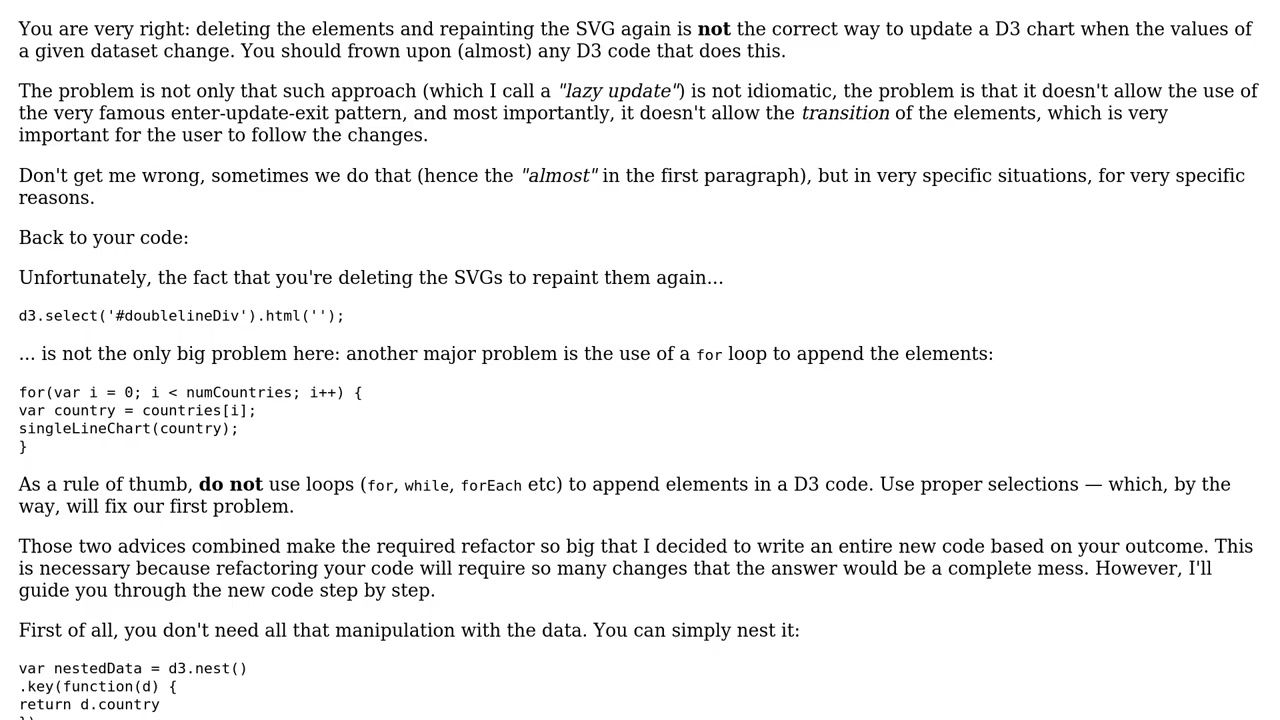 You are very right: deleting the elements and repainting the SVG again is not the correct way to update a D3 chart when the values of
a given dataset change. You should frown upon (almost) any D3 code that does this.
The problem is not only that such approach (which I call a "lazy update") is not idiomatic, the problem is that it doesn't allow the use of
the very famous enter-update-exit pattern, and most importantly, it doesn't allow the transition of the elements, which is very
important for the user to follow the changes.
Don't get me wrong, sometimes we do that (hence the "almost" in the first paragraph), but in very specific situations, for very specific
reasons.
Back to your code:
Unfortunately, the fact that you're deleting the SVGs to repaint them again...
d3.select('#doublelineDiv').html('');
... is not the only big problem here: another major problem is the use of a for loop to append the elements:
for(var i = 0; i < numCountries; i++) {
var country = countries[i];
singleLineChart(country);
}
As a rule of thumb, do not use loops (for, while, forEach etc) to append elements in a D3 code. Use proper selections — which, by the
way, will fix our first problem.
Those two advices combined make the required refactor so big that I decided to write an entire new code based on your outcome. This
is necessary because refactoring your code will require so many changes that the answer would be a complete mess. However, I'll
guide you through the new code step by step.
First of all, you don't need all that manipulation with the data. You can simply nest it:
var nestedData = d3.nest()
.key(function(d) {
return d.country